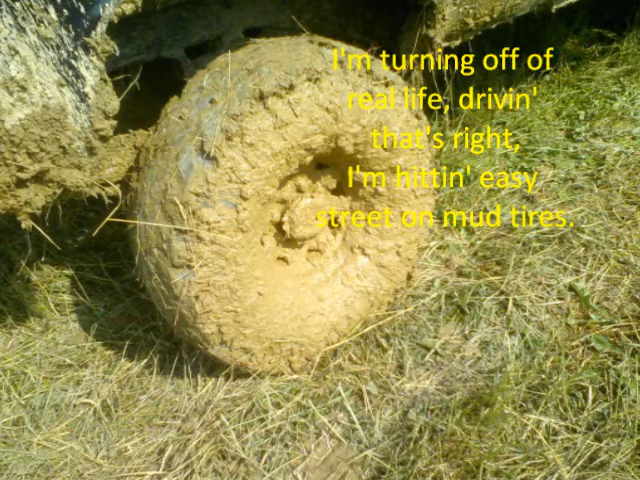 I'm turning off of
real life, drivin'
that's right,
I'm hittin' easy
street on mud tires.